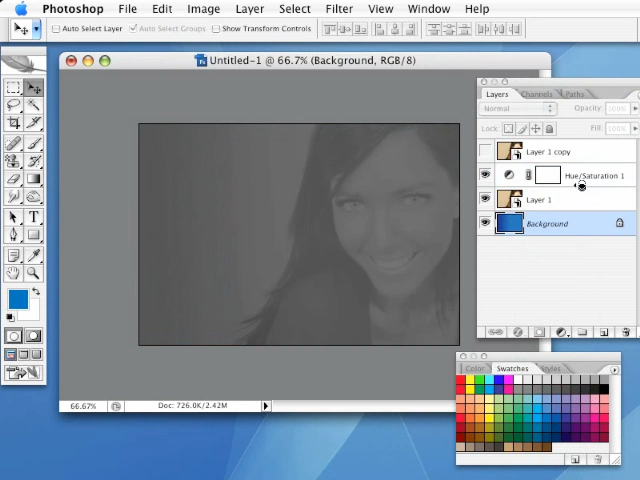 Photoshop File Edit Image Layer Select Filter View Window Help
Auto Select Layer Auto Select Groups Show Transform Controls
Untitled-1 @ 66.7% (Background, RGB/8)
Layers Channels Paths
Normal Opacity: 100%
Lock: Fill: 100%
Layer 1 copy
Hue/Saturation 1
Layer 1
Background
T
Color Swatches Styles
66.67% Doc: 726.0K/2.42M